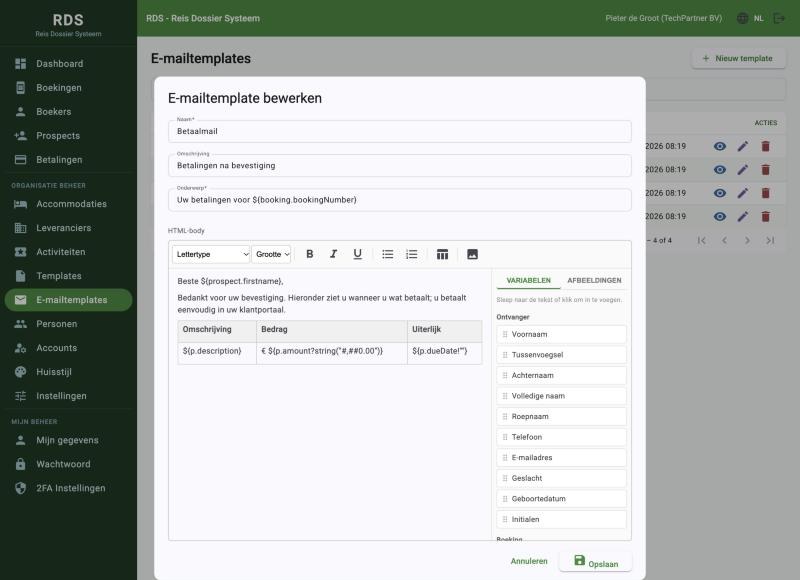 RDS
Reis Dossier Systeem
Dashboard
Boekingen
Boekers
Prospects
Betalingen
ORGANISATIE BEHEER
Accommodaties
Leveranciers
Activiteiten
Templates
E-mailtemplates
Personen
Accounts
Huisstijl
Instellingen
MIJN BEHEER
Mijn gegevens
Wachtwoord
2FA Instellingen
RDS - Reis Dossier Systeem
Pieter de Groot (TechPartner BV)
NL
E-mailtemplates
+ Nieuw template
ACTIES
2026 08:19
2026 08:19
2026 08:19
2026 08:19
– 4 of 4
E-mailtemplate bewerken
Naam*
Betaalmail
Omschrijving
Betalingen na bevestiging
Onderwerp*
Uw betalingen voor ${booking.bookingNumber}
HTML-body
Lettertype
Grootte
B I U
Beste ${prospect.firstname},
Bedankt voor uw bevestiging. Hieronder ziet u wanneer u wat betaalt; u betaalt
eenvoudig in uw klantportaal.
Omschrijving Bedrag Uiterlijk
${p.description} € ${p.amount?string("#,##0.00")} ${p.dueDate!""}
VARIABELEN AFBEELDINGEN
Sleep naar de tekst of klik om in te voegen.
Ontvanger
Voornaam
Tussenvoegsel
Achternaam
Volledige naam
Roepnaam
Telefoon
E-mailadres
Geslacht
Geboortedatum
Initialen
Boeking
Annuleren
Opslaan